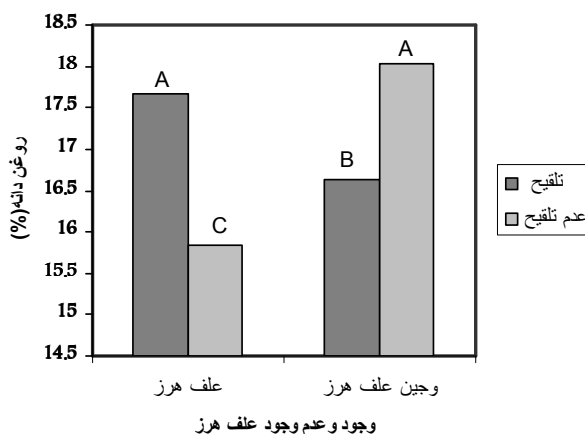 روغن دانه(%)
18.5
18
17.5
17
16.5
16
15.5
15
14.5
A
C
B
A
تلقیح
عدم تلقیح
علف هرز
وجین علف هرز
وجود وعدم وجود علف هرز